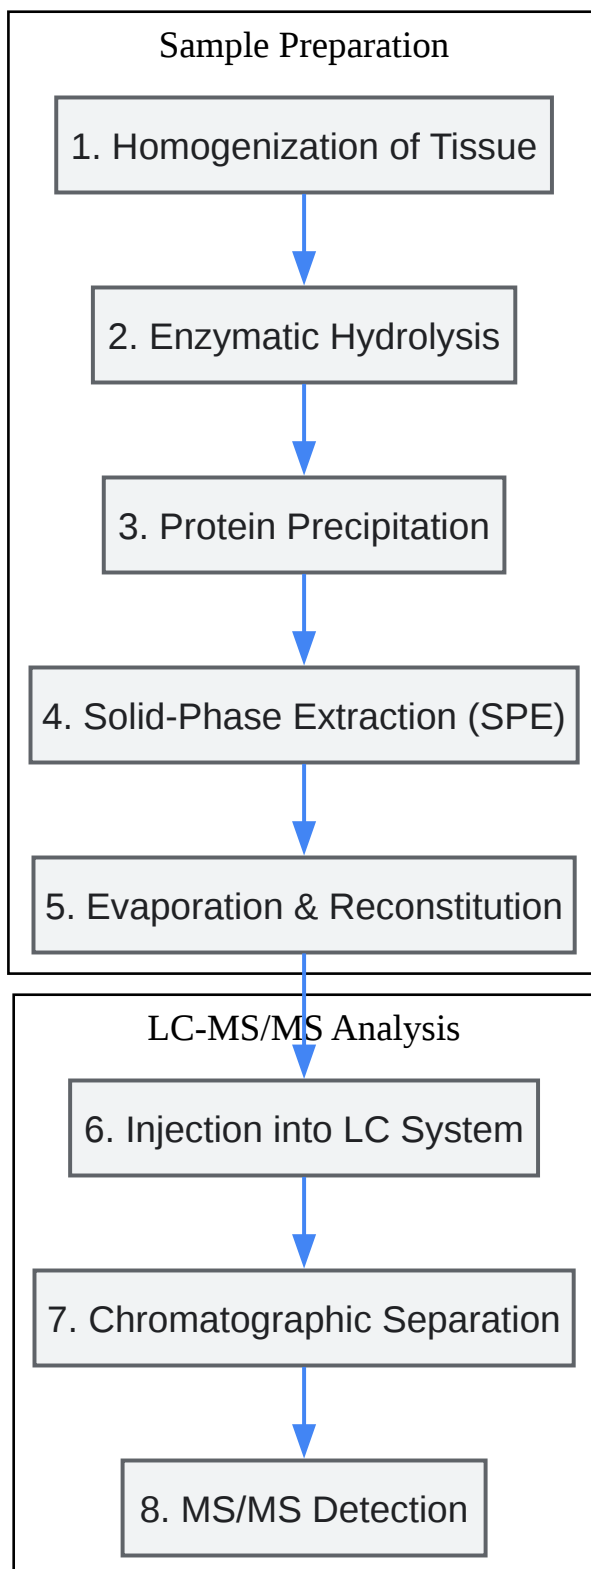 Sample Preparation
1. Homogenization of Tissue
2. Enzymatic Hydrolysis
3. Protein Precipitation
4. Solid-Phase Extraction (SPE)
5. Evaporation & Reconstitution
LC-MS/MS Analysis
6. Injection into LC System
7. Chromatographic Separation
8. MS/MS Detection